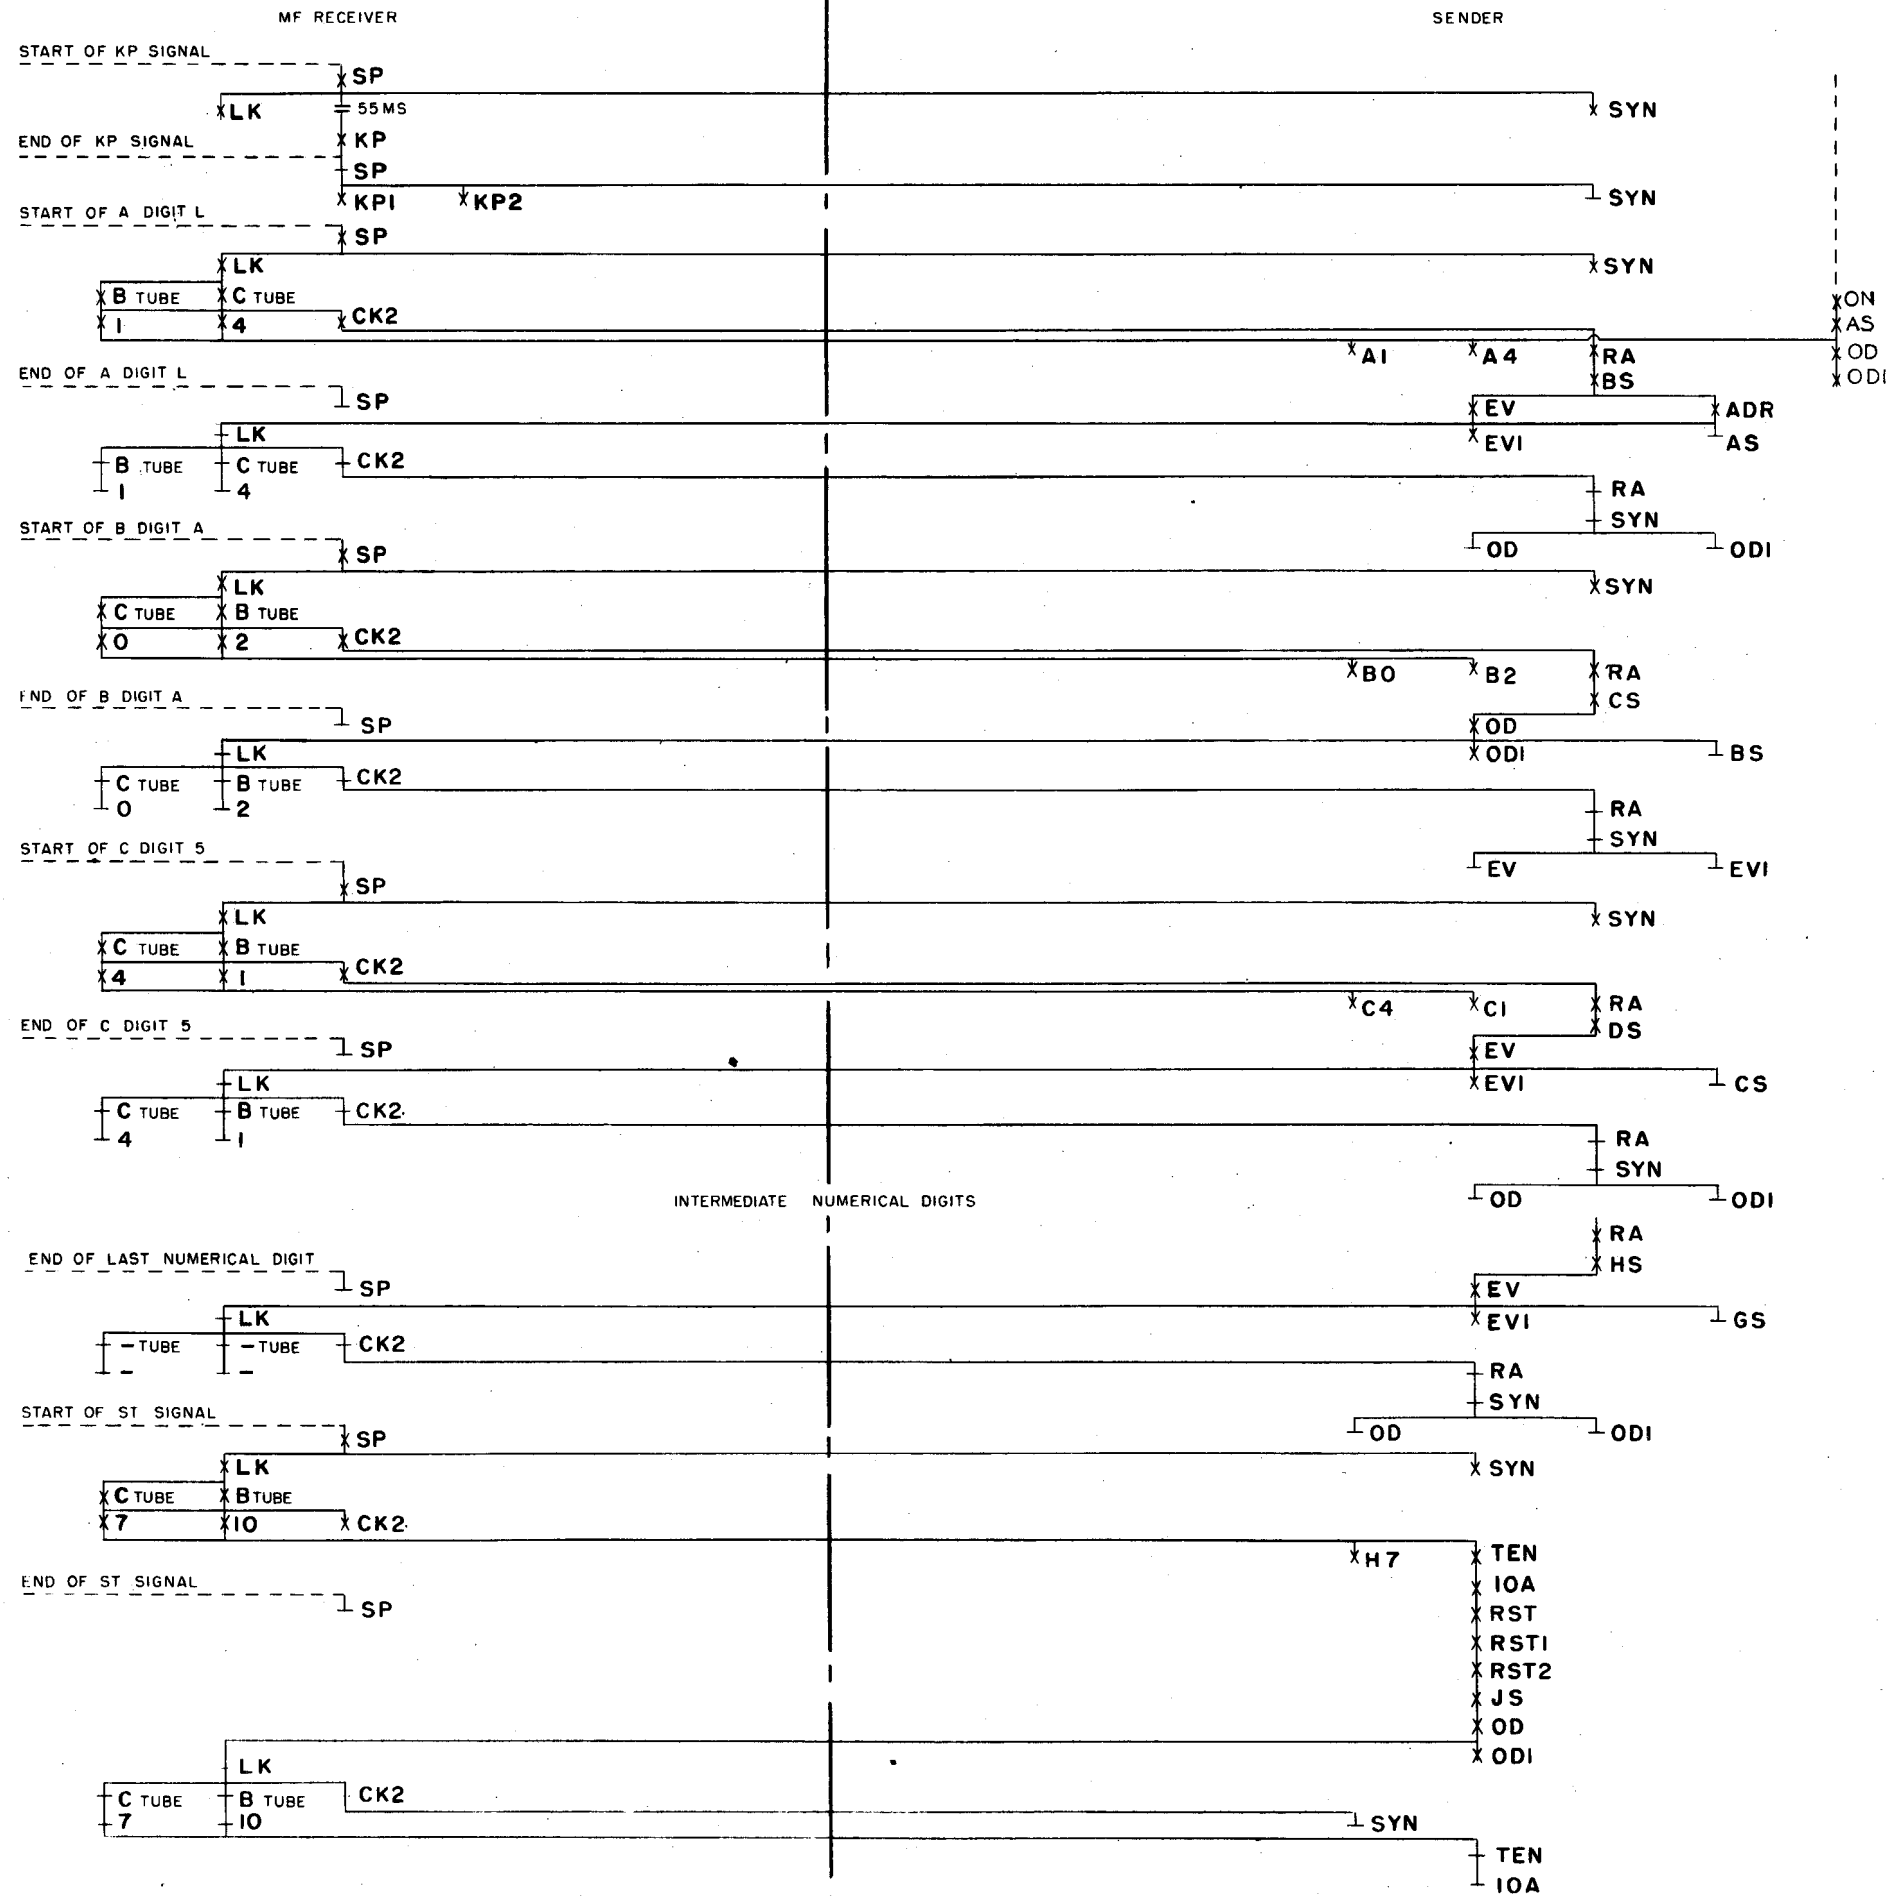 MF RECEIVER
SENDER
START OF KP SIGNAL
SP
LK
55MS
SYN
KP
END OF KP SIGNAL
SP
KP1
KP2
SYN
START OF A DIGIT L
SP
LK
SYN
B TUBE
C TUBE
ON
1
4
CK2
AS
A1
A4
RA
OD
BS
OD1
END OF A DIGIT L
SP
EV
ADR
LK
EV1
AS
B TUBE
C TUBE
CK2
1
4
RA
SYN
START OF B DIGIT A
SP
OD
OD1
LK
SYN
C TUBE
B TUBE
0
2
CK2
B0
B2
RA
END OF B DIGIT A
CS
SP
OD
LK
OD1
BS
C TUBE
B TUBE
CK2
0
2
RA
SYN
START OF C DIGIT 5
EV
EV1
SP
LK
SYN
C TUBE
B TUBE
4
1
CK2
C4
C1
RA
END OF C DIGIT 5
DS
SP
EV
LK
EV1
CS
C TUBE
B TUBE
CK2
4
1
RA
SYN
INTERMEDIATE NUMERICAL DIGITS
OD
OD1
RA
END OF LAST NUMERICAL DIGIT
HS
SP
EV
LK
EV1
GS
– TUBE
– TUBE
CK2
–
–
RA
SYN
START OF ST SIGNAL
OD
OD1
SP
LK
SYN
C TUBE
B TUBE
7
10
CK2
H7
TEN
END OF ST SIGNAL
10A
SP
RST
RST1
RST2
JS
OD
OD1
LK
C TUBE
B TUBE
CK2
7
10
SYN
TEN
10A